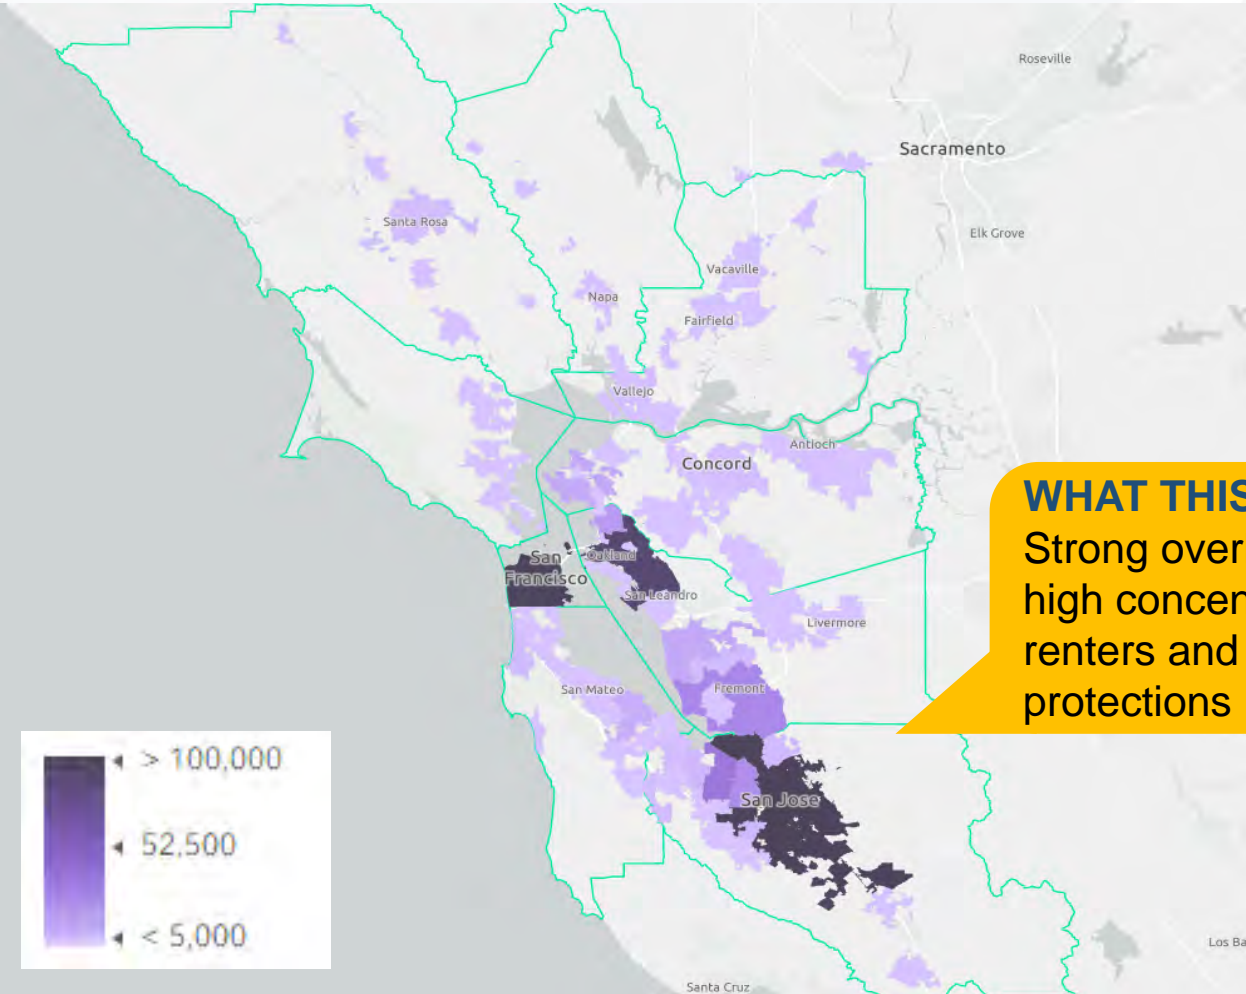 Roseville
Sacramento
Elk Grove
Santa Rosa
Vacaville
Napa
Fairfield
Vallejo
Antioch
Concord
San
Francisco
Oakland
San Leandro
Livermore
San Mateo
Fremont
San Jose
Santa Cruz
Los Ba
WHAT THIS
Strong over
high concen
renters and
protections
> 100,000
52,500
< 5,000